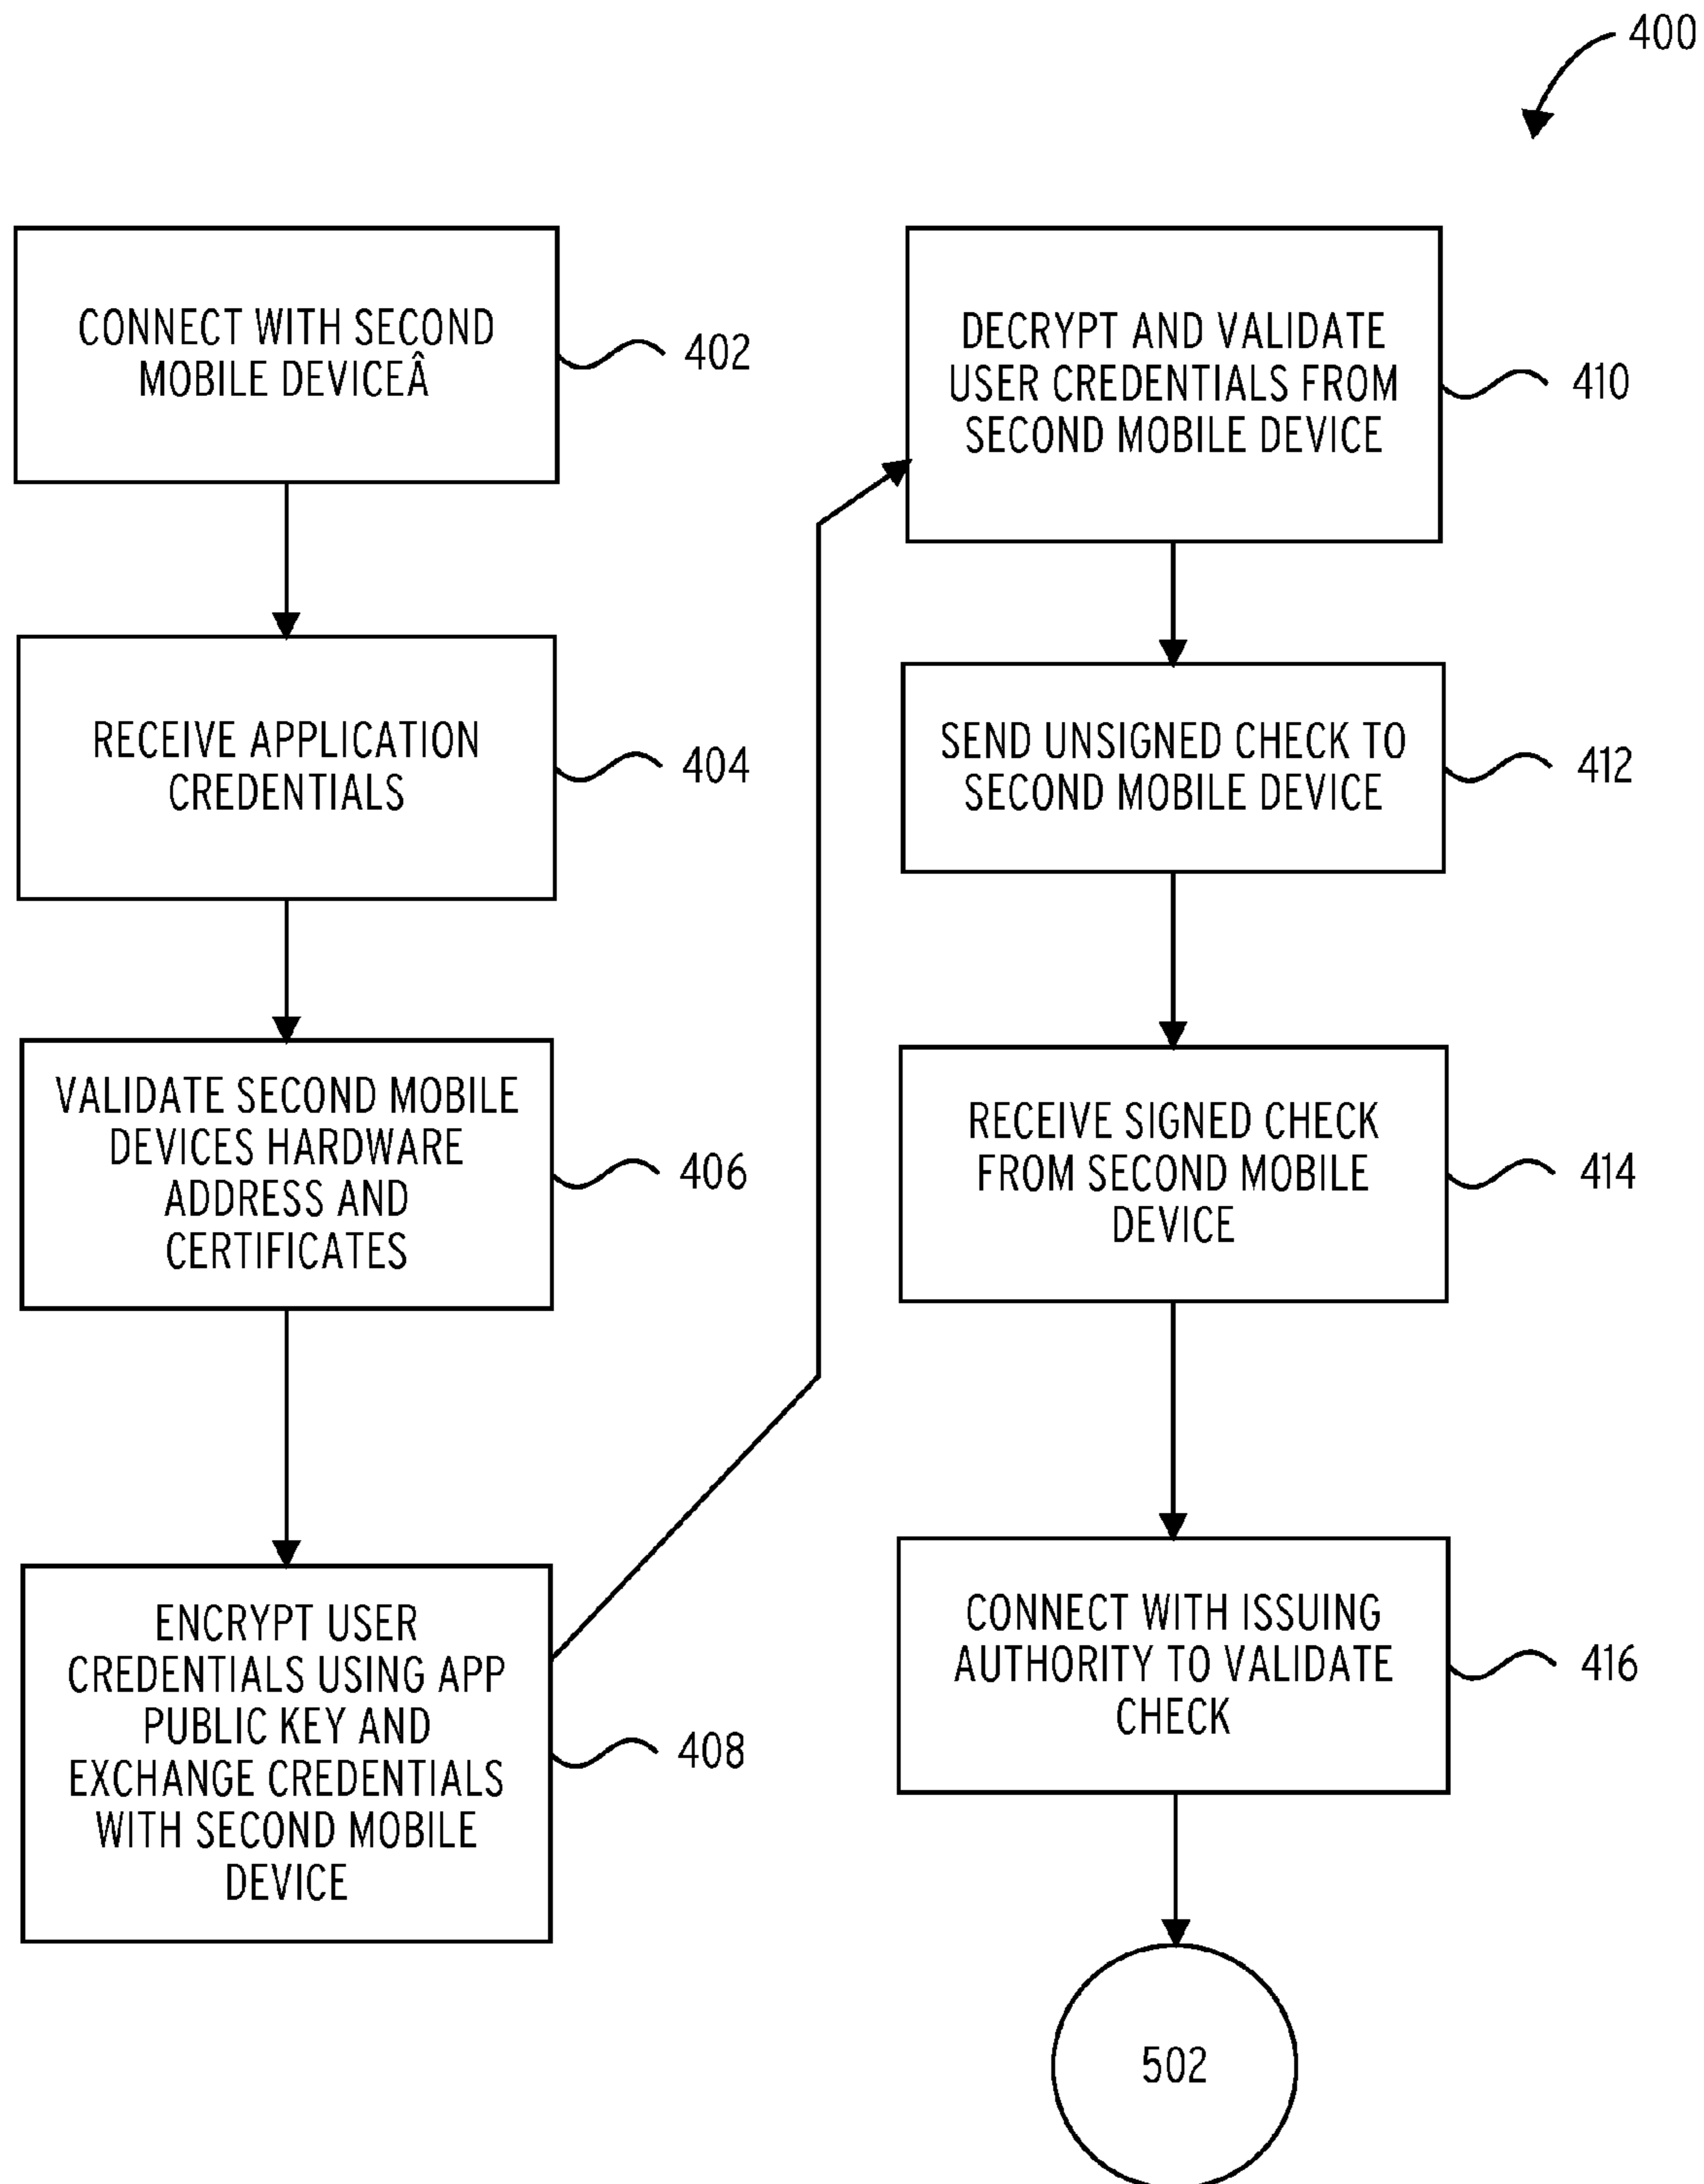 400
CONNECT WITH SECOND
MOBILE DEVICEÂ
402
RECEIVE APPLICATION
CREDENTIALS
404
VALIDATE SECOND MOBILE
DEVICES HARDWARE
ADDRESS AND
CERTIFICATES
406
ENCRYPT USER
CREDENTIALS USING APP
PUBLIC KEY AND
EXCHANGE CREDENTIALS
WITH SECOND MOBILE
DEVICE
408
DECRYPT AND VALIDATE
USER CREDENTIALS FROM
SECOND MOBILE DEVICE
410
SEND UNSIGNED CHECK TO
SECOND MOBILE DEVICE
412
RECEIVE SIGNED CHECK
FROM SECOND MOBILE
DEVICE
414
CONNECT WITH ISSUING
AUTHORITY TO VALIDATE
CHECK
416
502